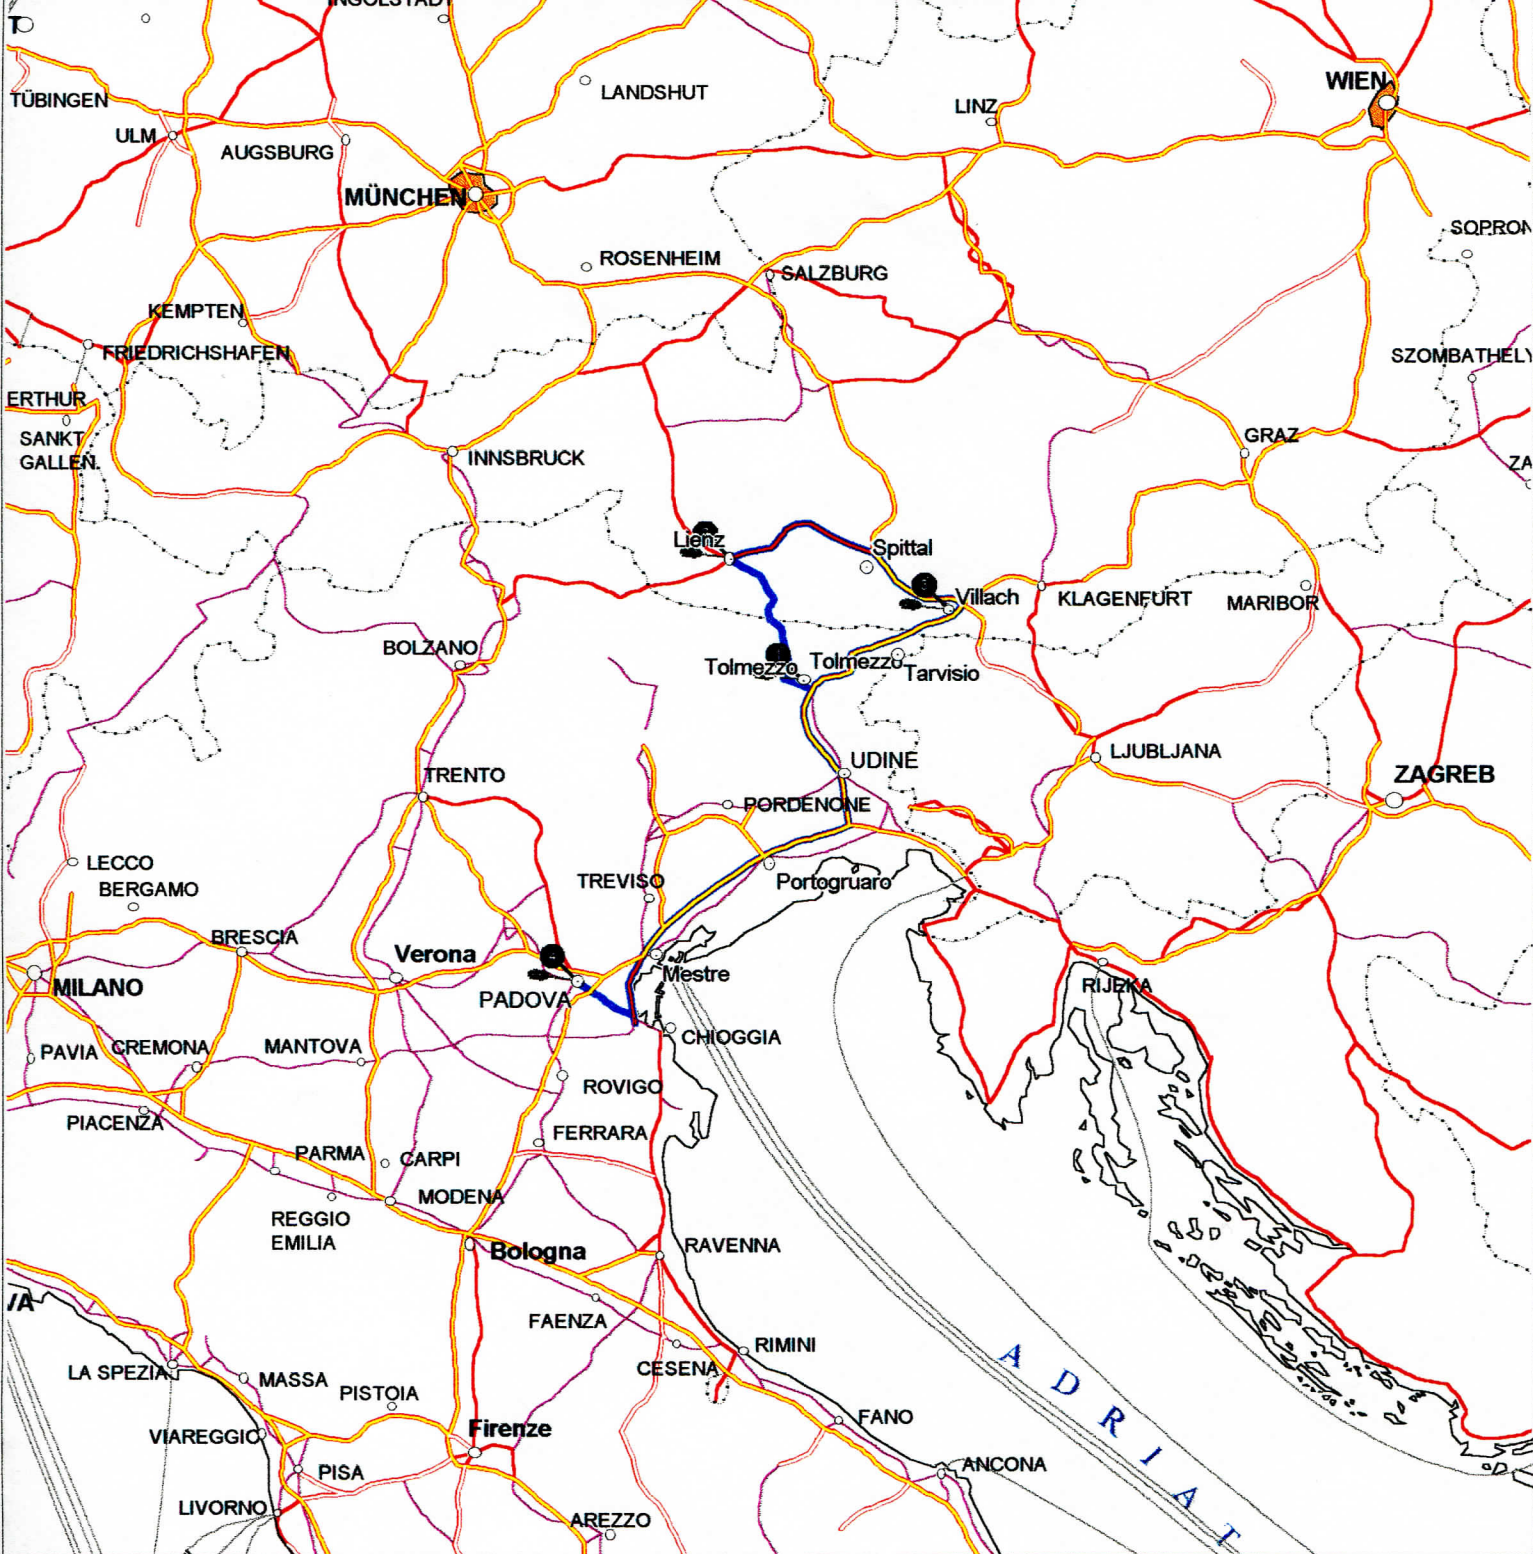 INGOLSTADT
T
TÜBINGEN
LANDSHUT
WIEN
LINZ
ULM
AUGSBURG
MÜNCHEN
SOPRON
ROSENHEIM
SALZBURG
KEMPTEN
FRIEDRICHSHAFEN
SZOMBATHELY
ERTHUR
SANKT
GALLEN
GRAZ
INNSBRUCK
ZA
Lienz
Spittal
Villach
KLAGENFURT
MARIBOR
BOLZANO
Tolmezzo
Tolmezzo
Tarvisio
UDINE
LJUBLJANA
TRENTO
ZAGREB
PORDENONE
LECCO
BERGAMO
TREVISO
Portogruaro
BRESCIA
Verona
Mestre
MILANO
PADOVA
RIJEKA
CHIOGGIA
PAVIA
CREMONA
MANTOVA
ROVIGO
PIACENZA
FERRARA
PARMA
CARPI
MODENA
REGGIO
EMILIA
Bologna
RAVENNA
VA
FAENZA
RIMINI
CESENA
LA SPEZIA
MASSA
PISTOIA
ADRIAT
FANO
VIAREGGIO
Firenze
PISA
ANCONA
LIVORNO
AREZZO